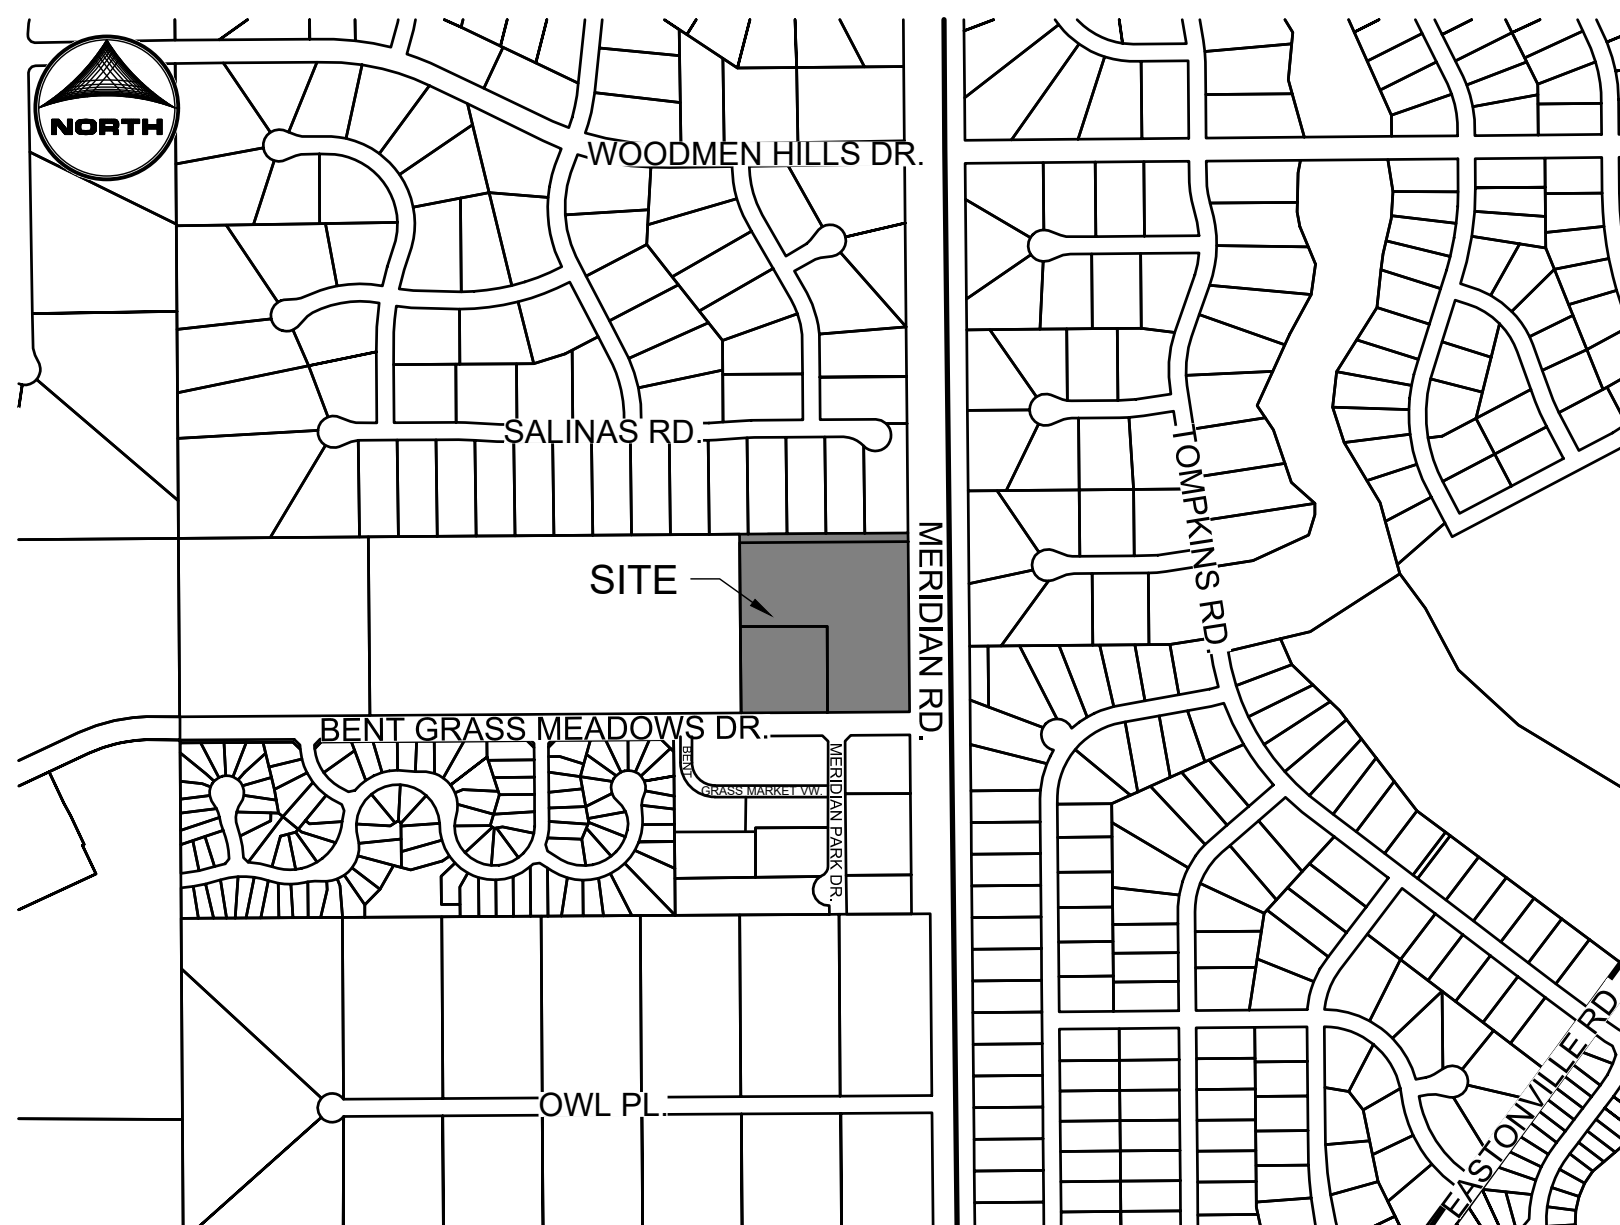 NORTH
WOODMEN HILLS DR.
SALINAS RD.
TOMPKINS RD.
MERIDIAN RD.
SITE
BENT GRASS MEADOWS DR.
BENT
GRASS MARKET VW.
MERIDIAN PARK DR.
EASTONVILLE RD
OWL PL.